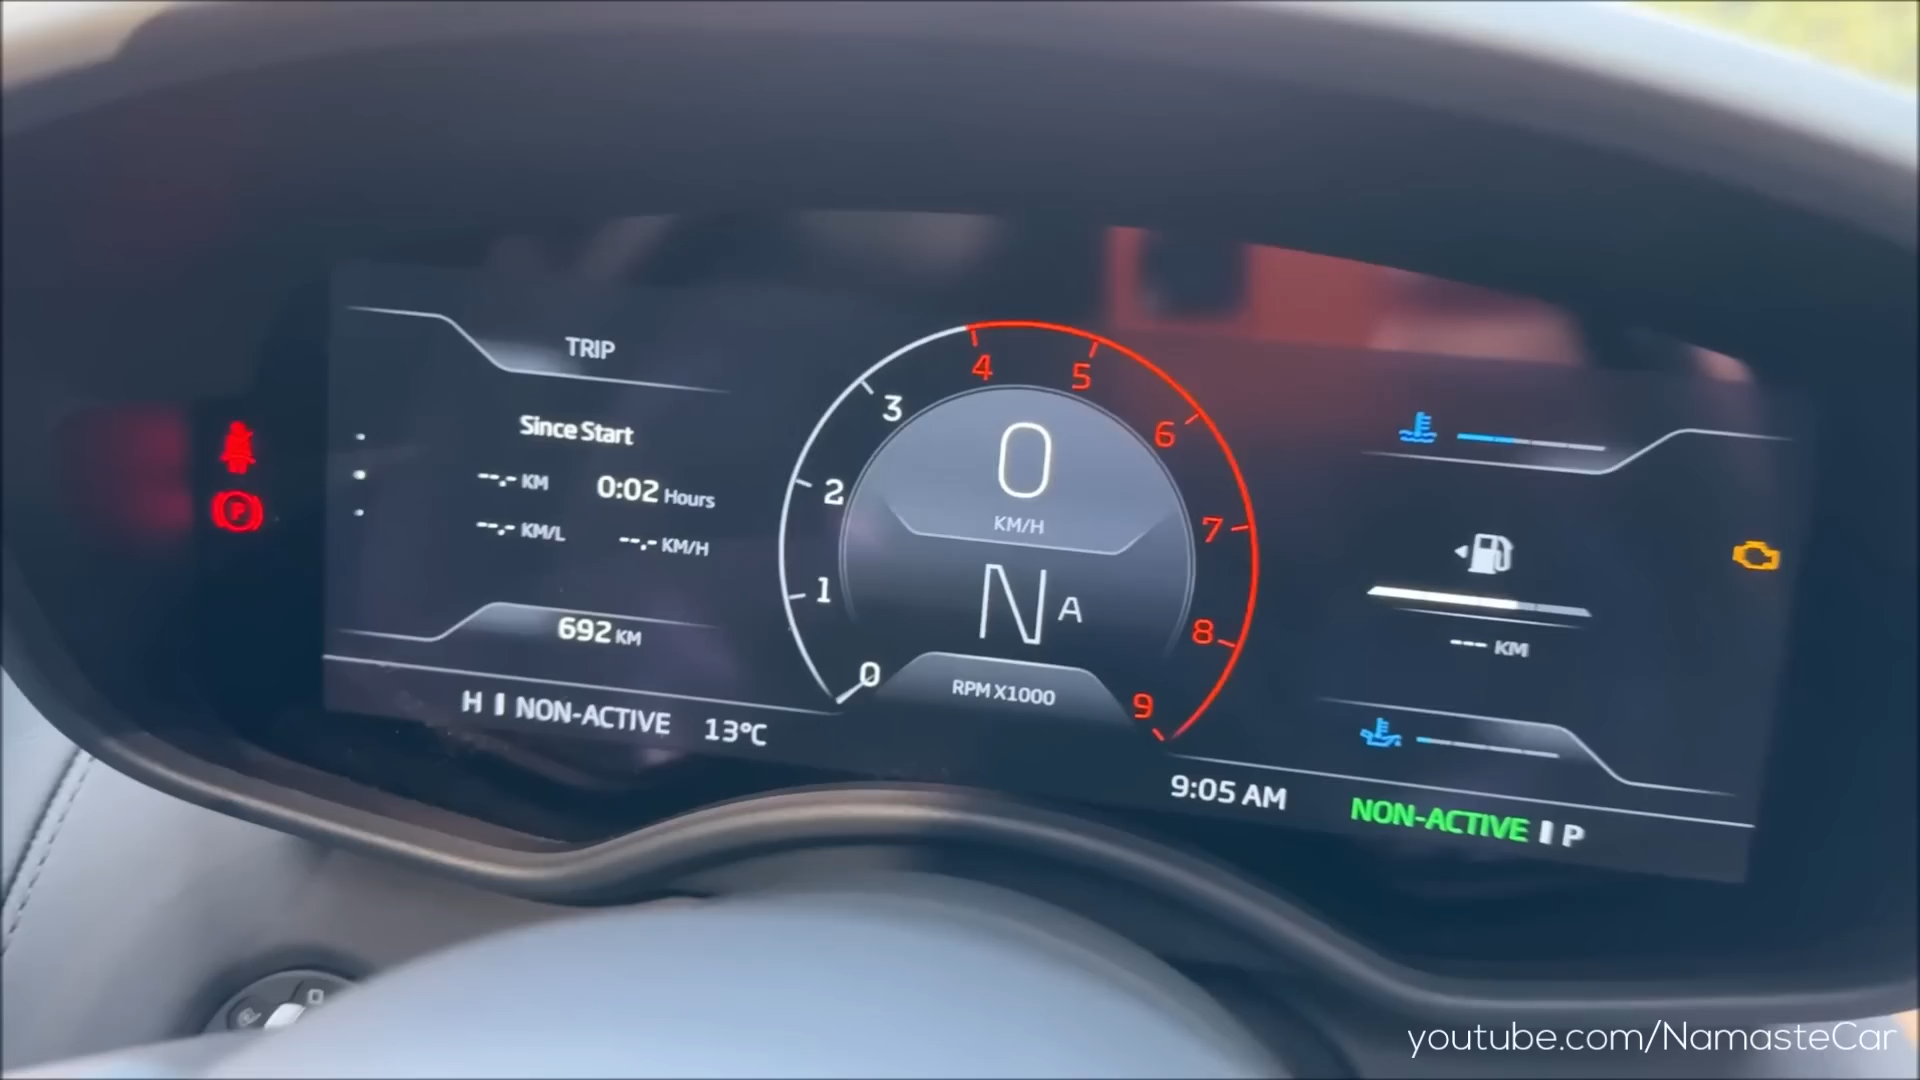 TRIP
Since Start
--.- KM 0:02 Hours
--.- KM/L --.- KM/H
692 KM
H NON-ACTIVE 13°C
0
1
2
3
4
5
6
7
8
9
0
KM/H
N A
RPM X1000
--- KM
9:05 AM
NON-ACTIVE P
P
youtube.com/NamasteCar